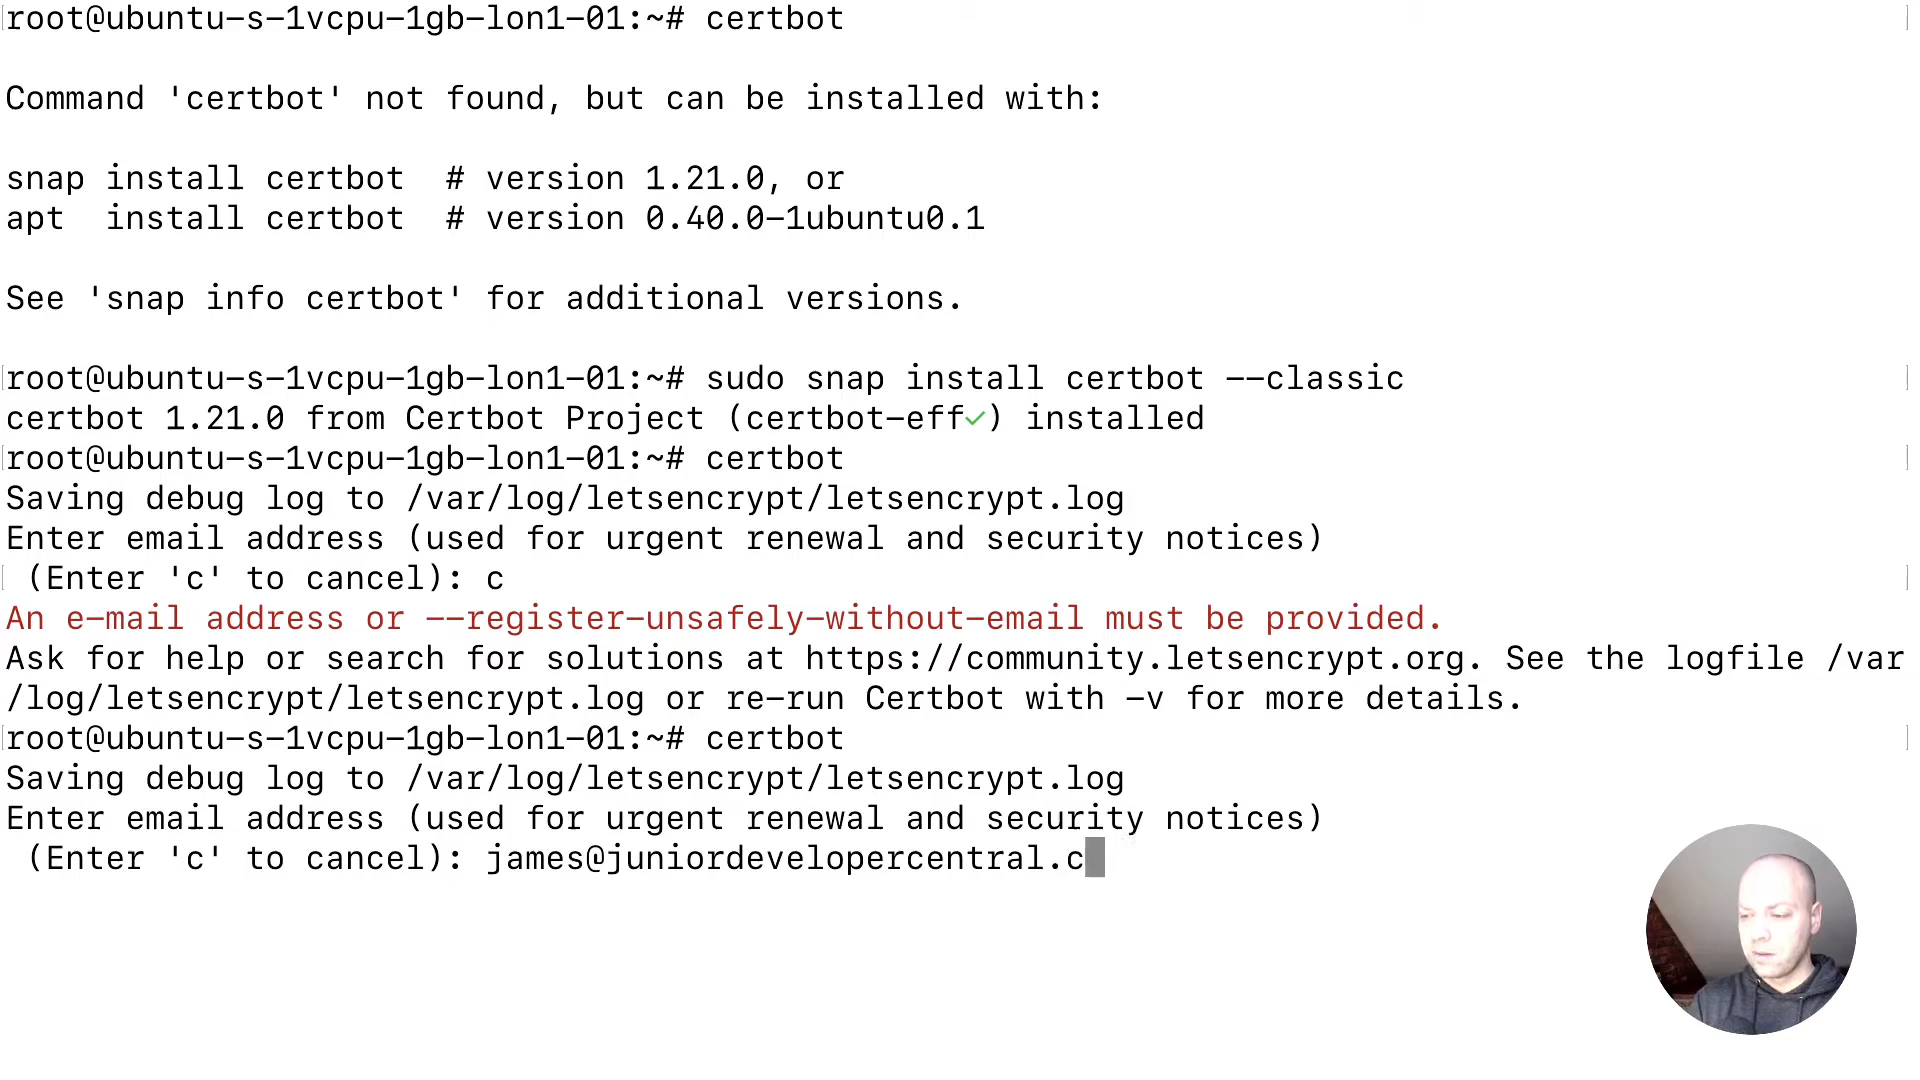 root@ubuntu-s-1vcpu-1gb-lon1-01:~# certbot
Command 'certbot' not found, but can be installed with:
snap install certbot  # version 1.21.0, or
apt  install certbot  # version 0.40.0-1ubuntu0.1
See 'snap info certbot' for additional versions.
root@ubuntu-s-1vcpu-1gb-lon1-01:~# sudo snap install certbot --classic
certbot 1.21.0 from Certbot Project (certbot-eff✓) installed
root@ubuntu-s-1vcpu-1gb-lon1-01:~# certbot
Saving debug log to /var/log/letsencrypt/letsencrypt.log
Enter email address (used for urgent renewal and security notices)
 (Enter 'c' to cancel): c
An e-mail address or --register-unsafely-without-email must be provided.
Ask for help or search for solutions at https://community.letsencrypt.org. See the logfile /var
/log/letsencrypt/letsencrypt.log or re-run Certbot with -v for more details.
root@ubuntu-s-1vcpu-1gb-lon1-01:~# certbot
Saving debug log to /var/log/letsencrypt/letsencrypt.log
Enter email address (used for urgent renewal and security notices)
 (Enter 'c' to cancel): james@juniordevelopercentral.c